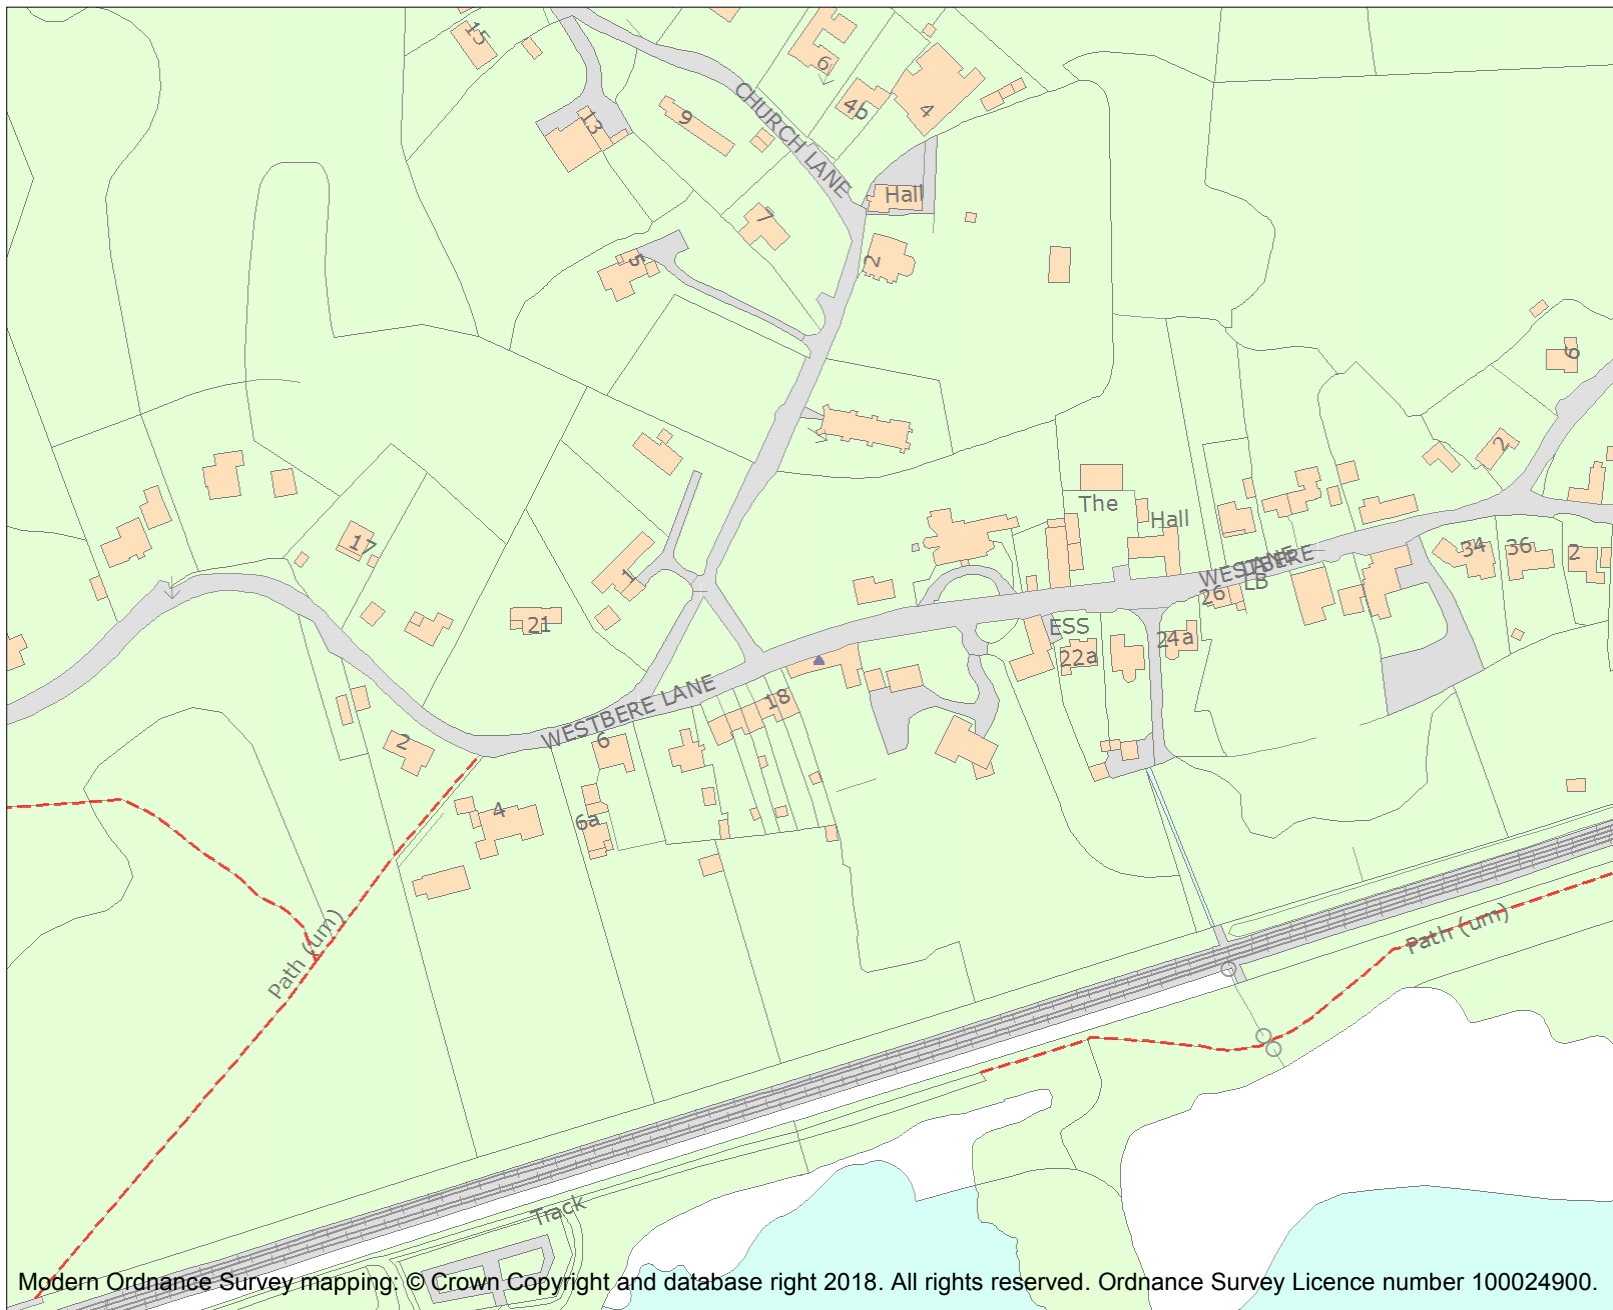 15
6
4b
4
13
9
CHURCH LANE
Hall
7
5
2
6
2
The
Hall
17
1
WESTBERE
LANE
34
36
2
26
LB
21
ESS
24a
22a
18
WESTBERE LANE
6
2
4
6a
Path (um)
Path (um)
Track
Modern Ordnance Survey mapping: © Crown Copyright and database right 2018. All rights reserved. Ordnance Survey Licence number 100024900.